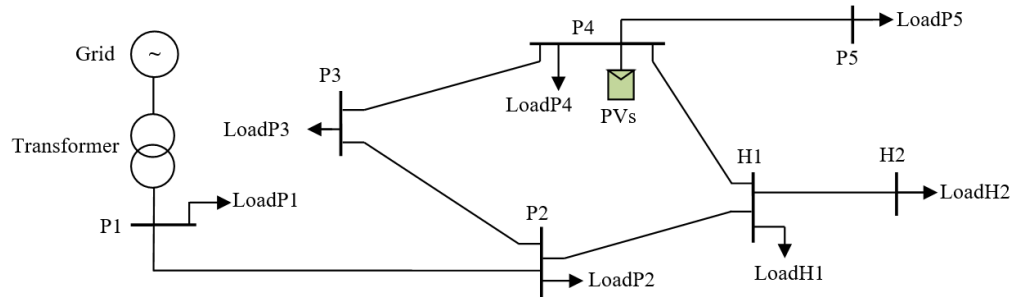 Grid
~
Transformer
P1
LoadP1
P3
LoadP3
P4
LoadP4
PVs
LoadP5
P5
P2
LoadP2
H1
LoadH1
H2
LoadH2